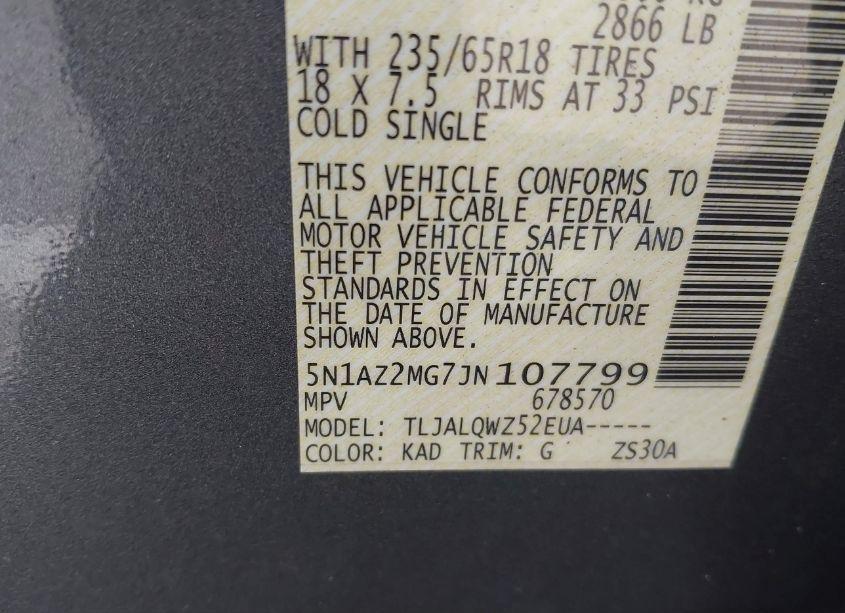 2866 LB
WITH 235/65R18 TIRES
18 X 7.5 RIMS AT 33 PSI
COLD SINGLE
THIS VEHICLE CONFORMS TO
ALL APPLICABLE FEDERAL
MOTOR VEHICLE SAFETY AND
THEFT PREVENTION
STANDARDS IN EFFECT ON
THE DATE OF MANUFACTURE
SHOWN ABOVE.
5N1AZ2MG7JN107799
MPV 678570
MODEL: TLJALQWZ52EUA-----
COLOR: KAD TRIM: G ZS30A